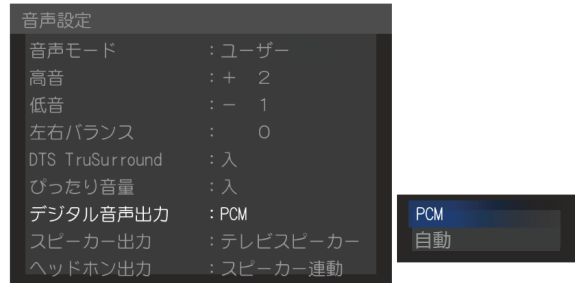 音声設定
音声モード :ユーザー
高音 :+ 2
低音 :− 1
左右バランス : 0
DTS TruSurround :入
ぴったり音量 :入
デジタル音声出力 :PCM
スピーカー出力 :テレビスピーカー
ヘッドホン出力 :スピーカー連動
PCM
自動